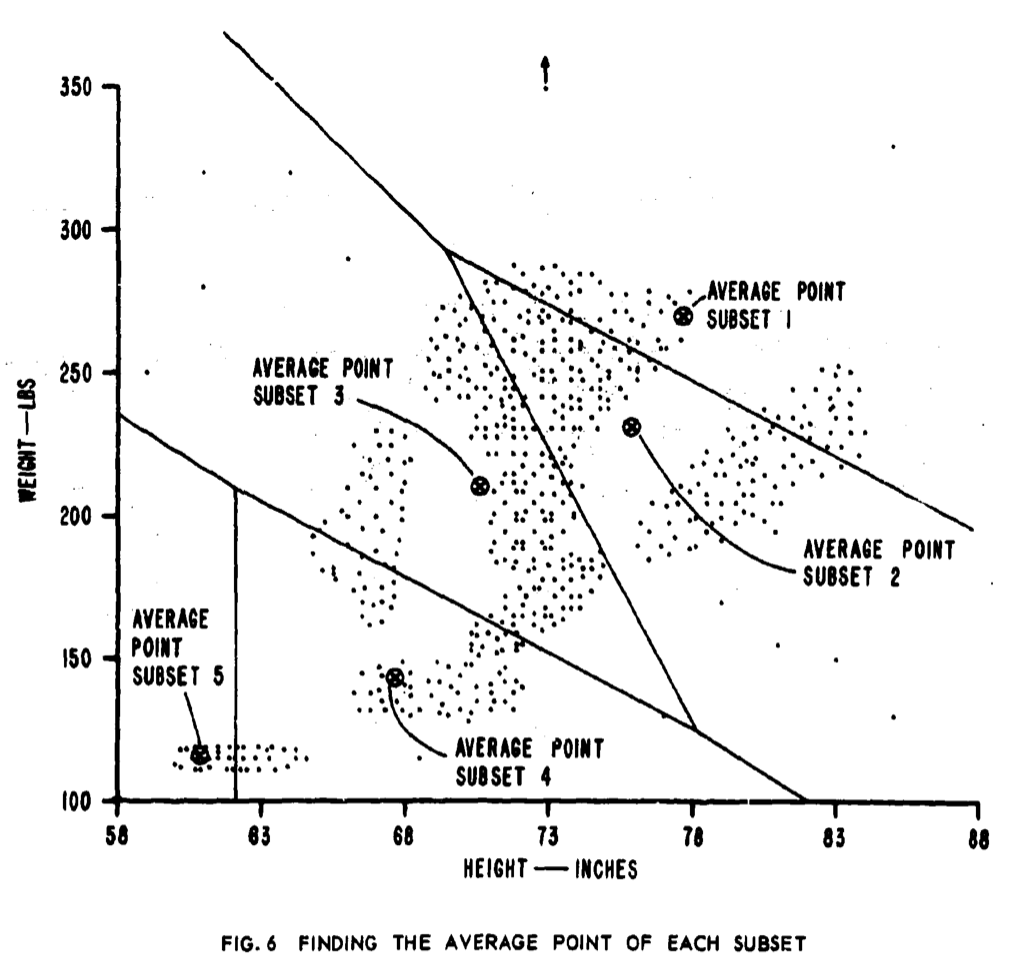 350
300
250
200
150
100
WEIGHT—LBS
AVERAGE POINT
SUBSET 1
AVERAGE POINT
SUBSET 3
AVERAGE POINT
SUBSET 2
AVERAGE
POINT
SUBSET 5
AVERAGE POINT
SUBSET 4
58 63 68 73 78 83 88
HEIGHT — INCHES
FIG. 6 FINDING THE AVERAGE POINT OF EACH SUBSET